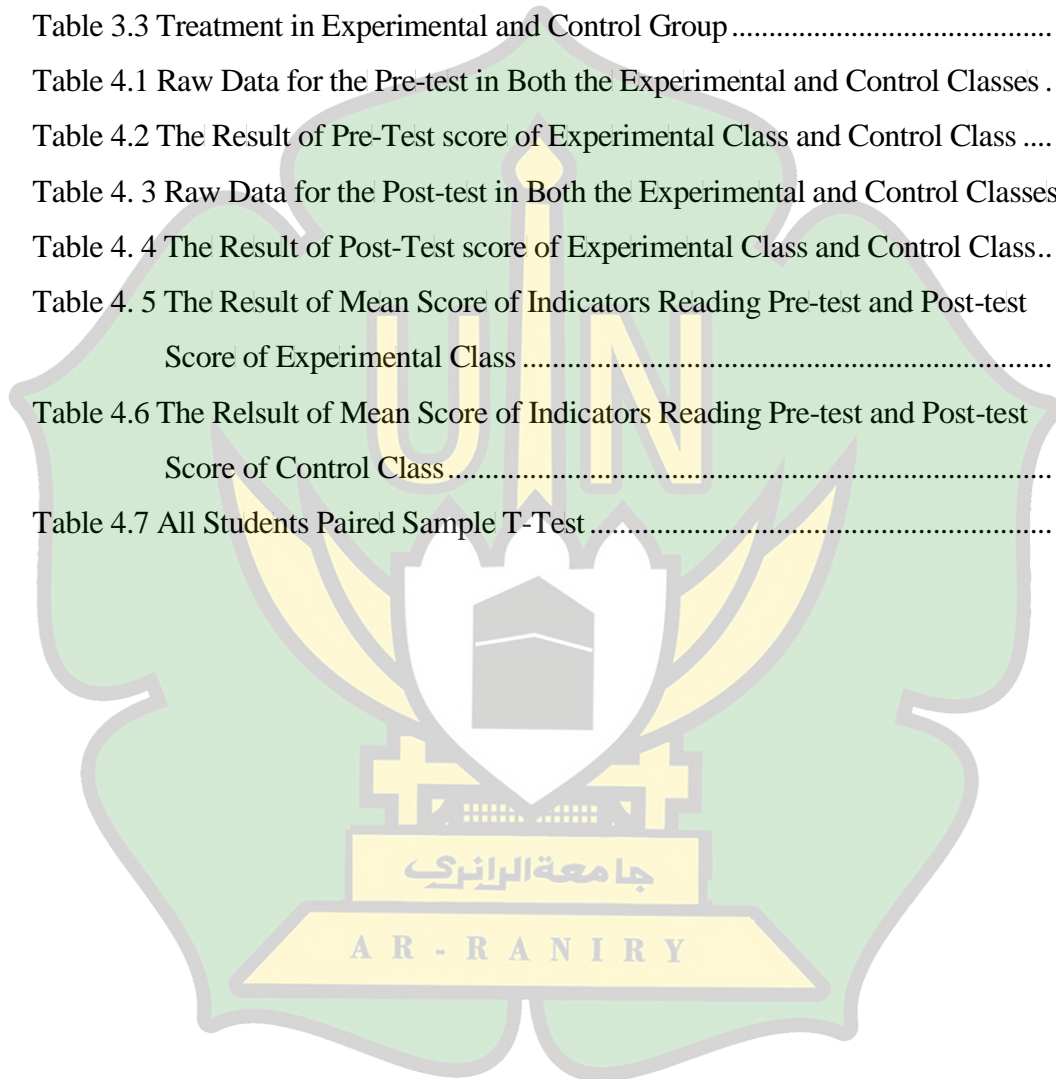 Table 3.3 Treatment in Experimental and Control Group ............................................
Table 4.1 Raw Data for the Pre-test in Both the Experimental and Control Classes .
Table 4.2 The Result of Pre-Test score of Experimental Class and Control Class ....
Table 4. 3 Raw Data for the Post-test in Both the Experimental and Control Classes
Table 4. 4 The Result of Post-Test score of Experimental Class and Control Class..
Table 4. 5 The Result of Mean Score of Indicators Reading Pre-test and Post-test
Score of Experimental Class ........................................................................
Table 4.6 The Relsult of Mean Score of Indicators Reading Pre-test and Post-test
Score of Control Class..................................................................................
Table 4.7 All Students Paired Sample T-Test ..............................................................
UIN
جامعة الرانري
AR-RANIRY